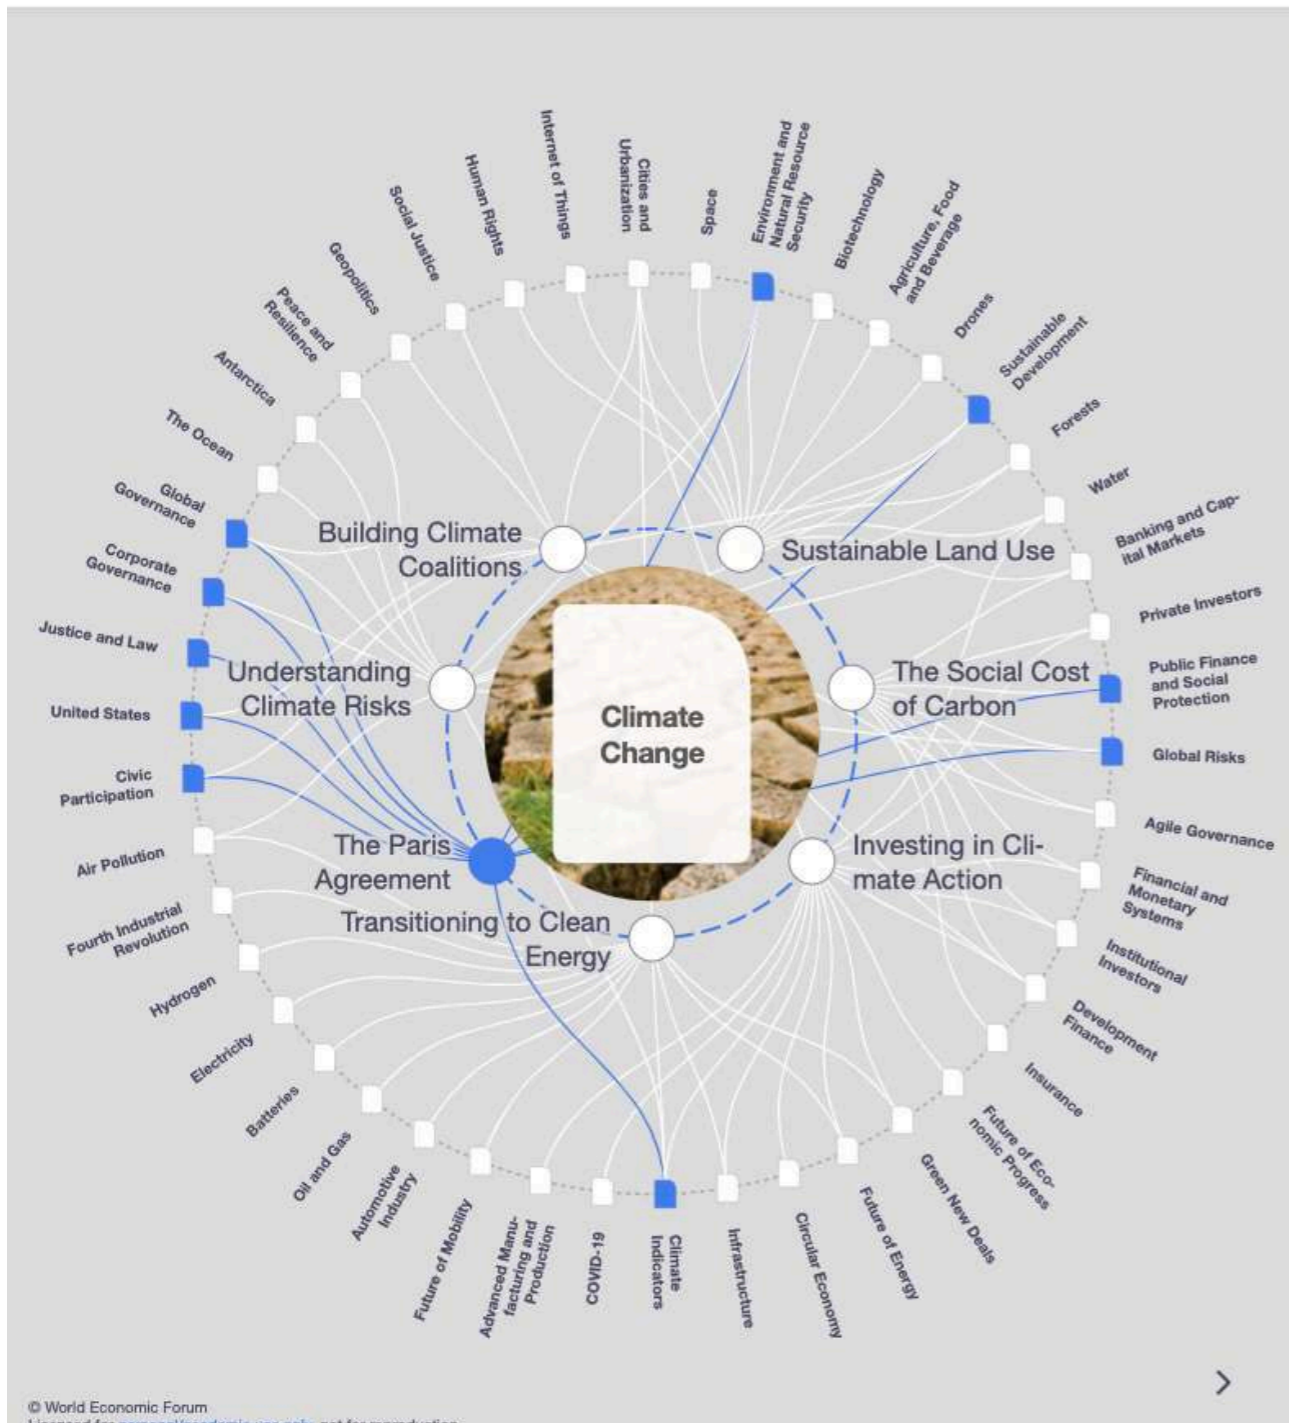 Internet of Things
Cities and
Urbanization
Space
Environment and
Natural Resource
Security
Biotechnology
Agriculture, Food
and Beverage
Drones
Sustainable
Development
Forests
Water
Banking and Cap-
ital Markets
Private Investors
Public Finance
and Social
Protection
Global Risks
Agile Governance
Financial and
Monetary
Systems
Institutional
Investors
Development
Finance
Insurance
Future of Eco-
nomic Progress
Green New Deals
Future of Energy
Circular Economy
Infrastructure
Climate
Indicators
COVID-19
Advanced Manu-
facturing and
Production
Future of Mobility
Automotive
Industry
Oil and Gas
Batteries
Electricity
Hydrogen
Fourth Industrial
Revolution
Air Pollution
Civic
Participation
United States
Justice and Law
Corporate
Governance
Global
Governance
The Ocean
Antarctica
Peace and
Resilience
Geopolitics
Social Justice
Human Rights
Building Climate
Coalitions
Sustainable Land Use
Understanding
Climate Risks
The Social Cost
of Carbon
Climate
Change
The Paris
Agreement
Investing in Cli-
mate Action
Transitioning to Clean
Energy
© World Economic Forum